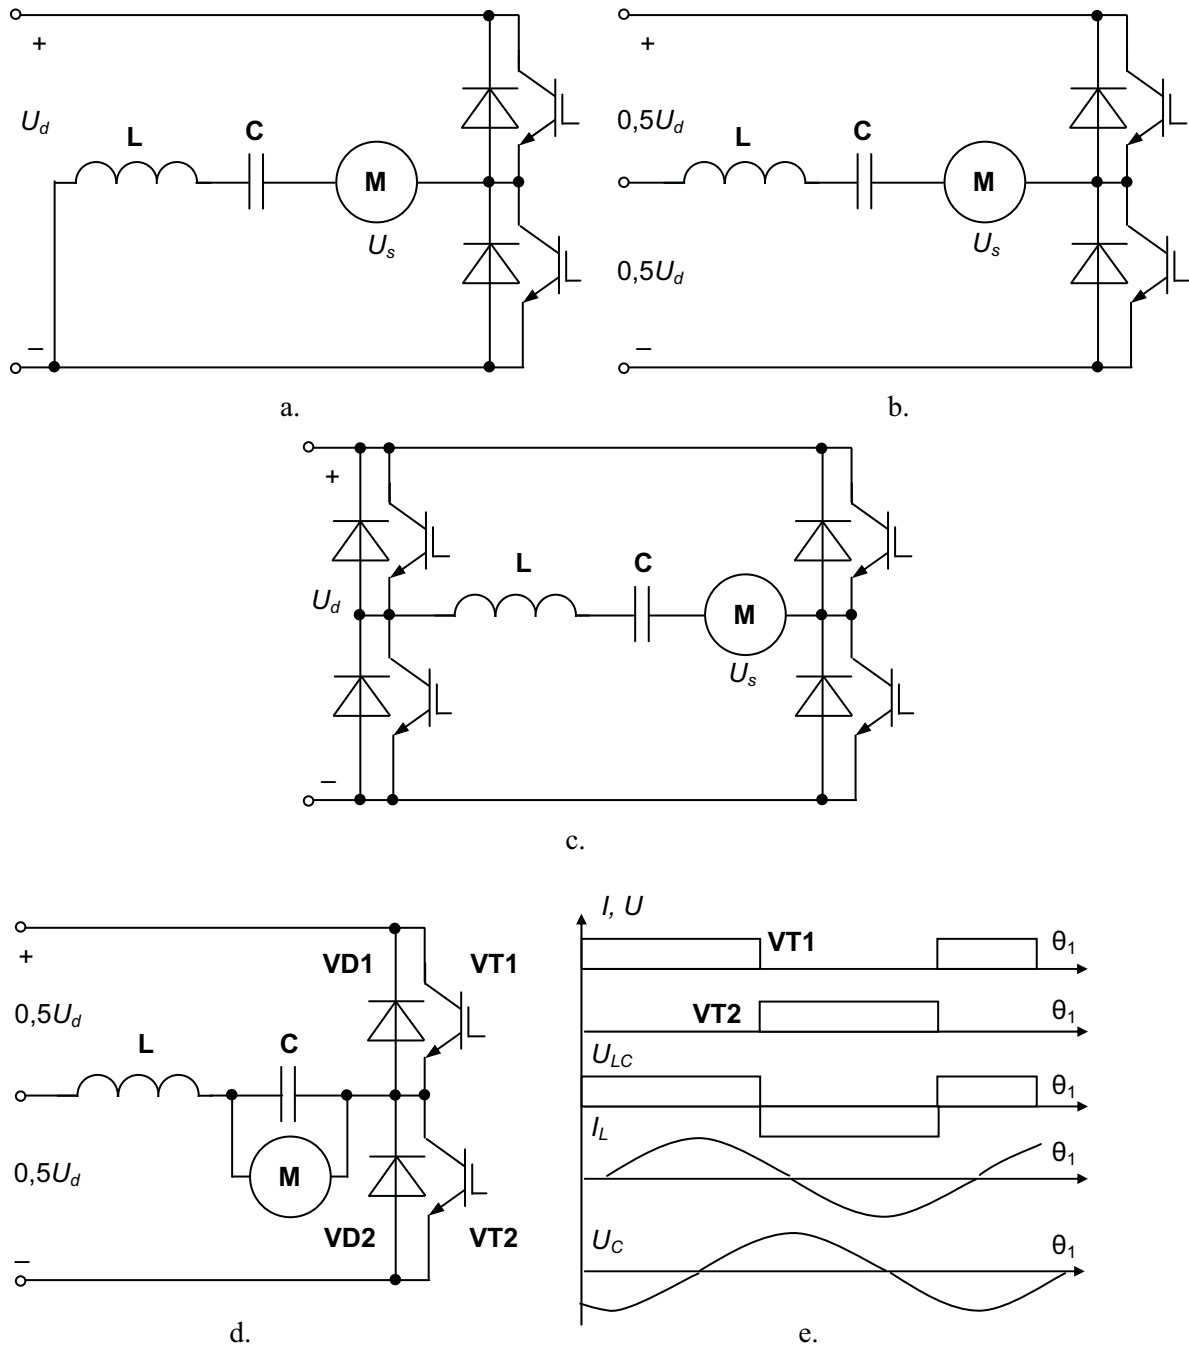 +
U_d
L
C
M
U_s
–
a.
+
0,5U_d
L
C
M
U_s
0,5U_d
–
b.
+
L
C
U_d
M
U_s
–
c.
+
VD1
VT1
0,5U_d
L
C
0,5U_d
M
VD2
VT2
–
d.
I, U
VT1
θ₁
VT2
θ₁
U_LC
θ₁
I_L
θ₁
U_C
θ₁
e.